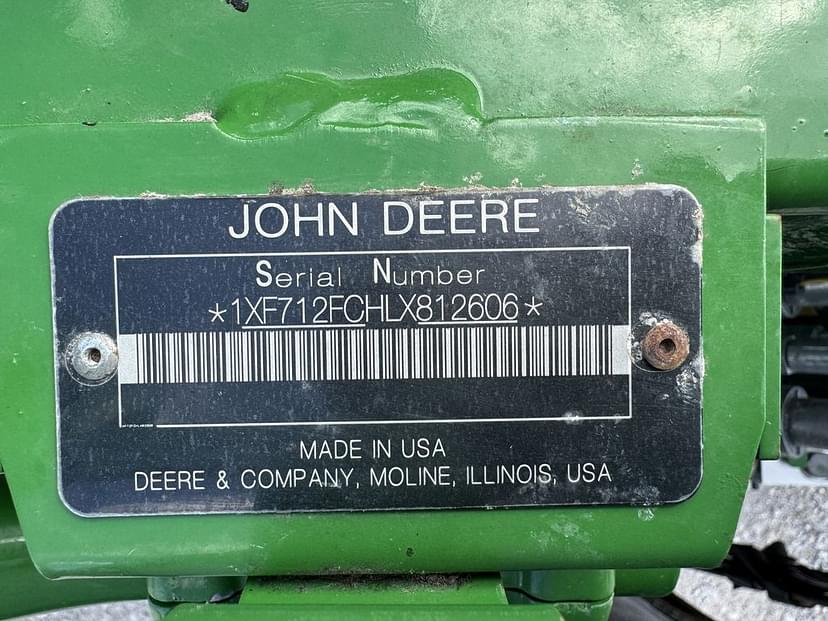 JOHN DEERE
Serial Number
*1XF712FCHLX812606*
MADE IN USA
DEERE & COMPANY, MOLINE, ILLINOIS, USA